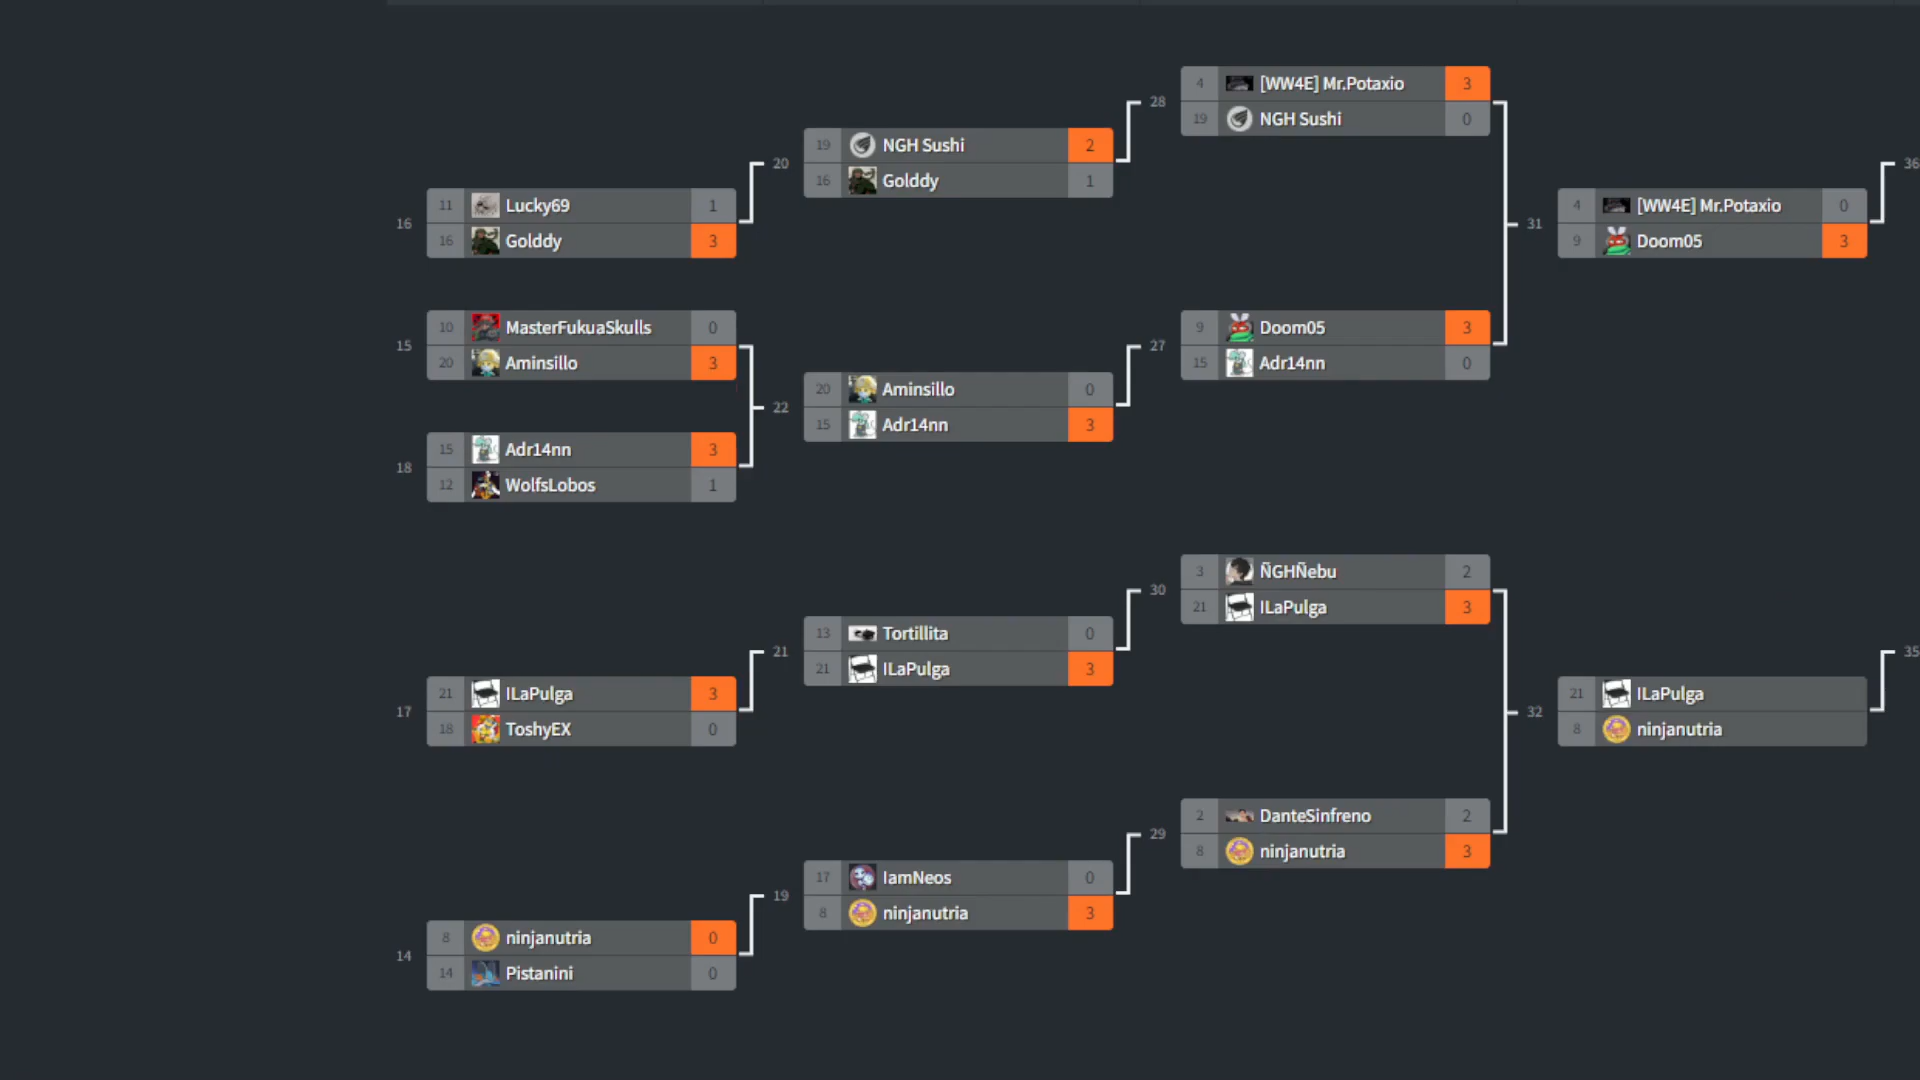 16
11 Lucky69 1
16 Golddy 3
15
10 MasterFukuaSkulls 0
20 Aminsillo 3
18
15 Adr14nn 3
12 WolfsLobos 1
17
21 ILaPulga 3
18 ToshyEX 0
14
8 ninjanutria 0
14 Pistanini 0
20
19 NGH Sushi 2
16 Golddy 1
22
20 Aminsillo 0
15 Adr14nn 3
21
13 Tortillita 0
21 ILaPulga 3
19
17 IamNeos 0
8 ninjanutria 3
28
4 [WW4E] Mr.Potaxio 3
19 NGH Sushi 0
27
9 Doom05 3
15 Adr14nn 0
30
3 ÑGHÑebu 2
21 ILaPulga 3
29
2 DanteSinfreno 2
8 ninjanutria 3
31
4 [WW4E] Mr.Potaxio 0
9 Doom05 3
32
21 ILaPulga
8 ninjanutria
36
35